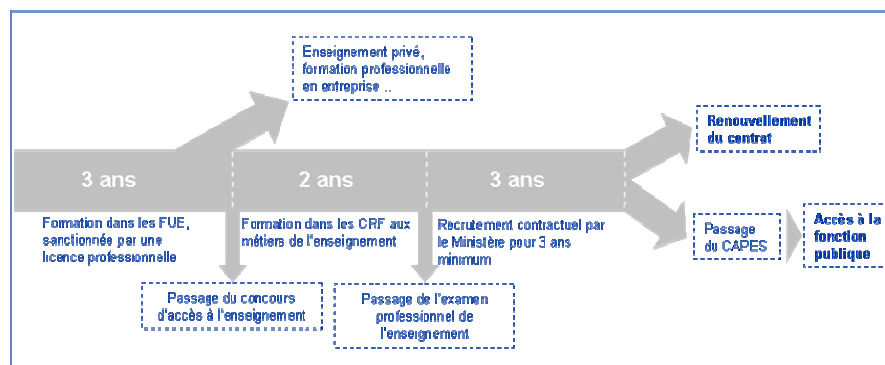 Enseignement privé,
formation professionnelle
en entreprise ..
Renouvellement
du contrat
3 ans
2 ans
3 ans
Formation dans les FUE,
sanctionnée par une
licence professionnelle
Formation dans les CRF aux
métiers de l'enseignement
Recrutement contractuel par
le Ministère pour 3 ans
minimum
Passage
du CAPES
Accès à la
fonction
publique
Passage du concours
d'accès à l'enseignement
Passage de l'examen
professionnel de
l'enseignement